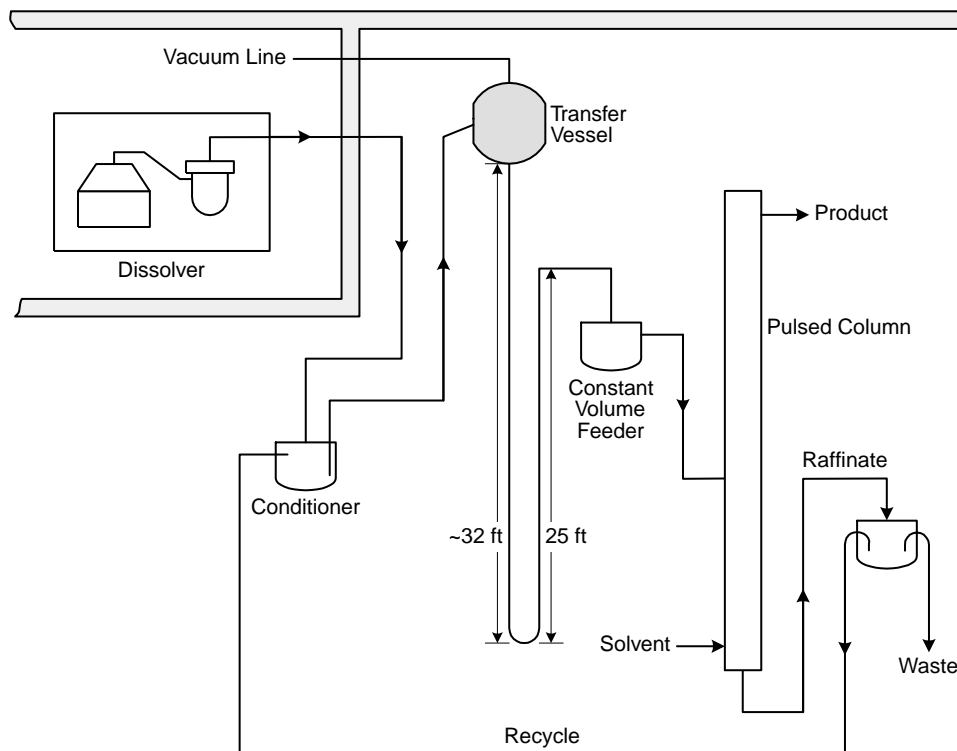 Vacuum Line
Transfer
Vessel
Dissolver
Product
Pulsed Column
Constant
Volume
Feeder
Conditioner
Raffinate
~32 ft
25 ft
Solvent
Waste
Recycle